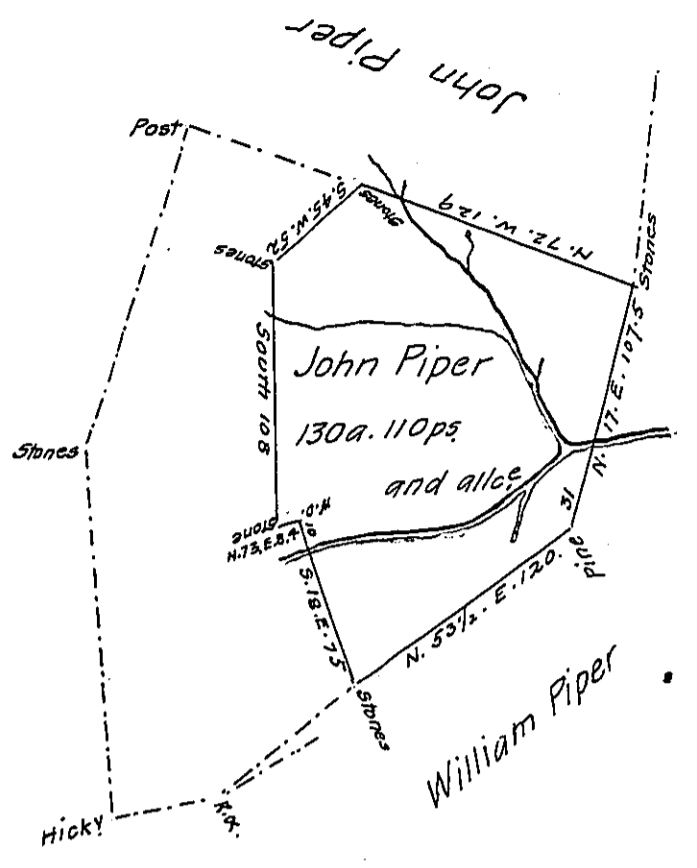 John Piper
Post
S.45.W.52
Stones
N.72.W.129
Stones
Stones
South 108
John Piper
130a.110ps.
and allce
N.17.E.107.5
31
Pine
Stones
Stone
N.73.E.8.4
W.O.
10
S.18.E.75
N.53½.E.120.
Stones
William Piper
Hicky
R.O.